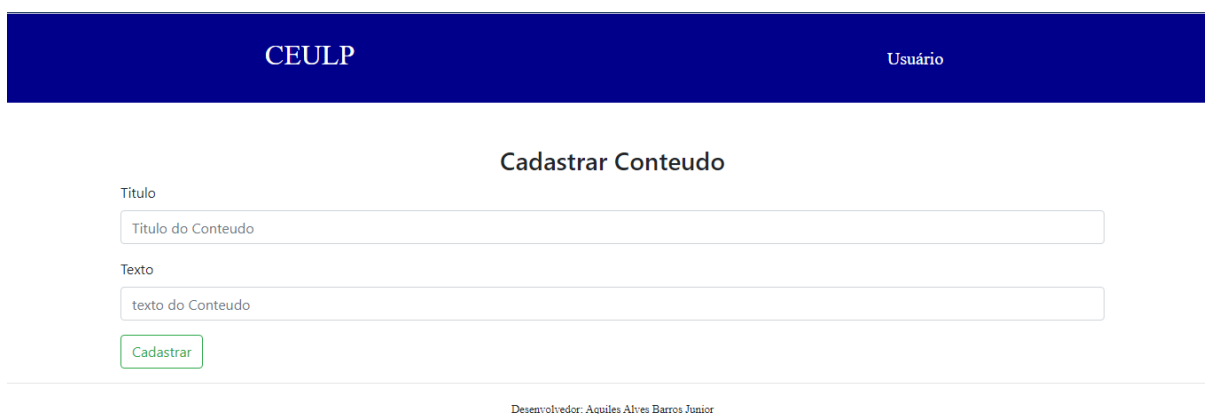 CEULP
Usuário
Cadastrar Conteudo
Titulo
Titulo do Conteudo
Texto
texto do Conteudo
Cadastrar
Desenvolvedor: Aquiles Alves Barros Junior